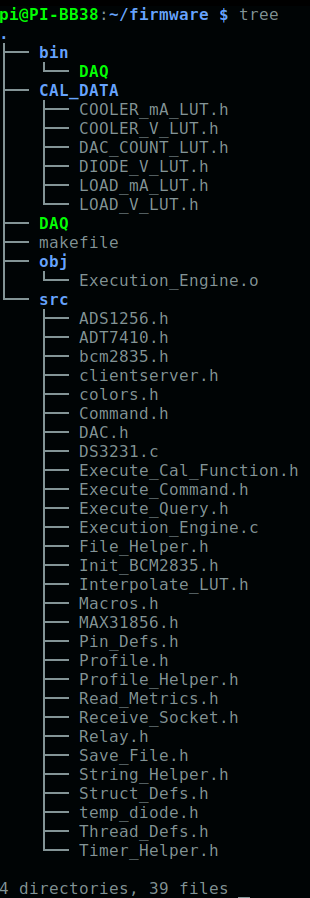 pi@PI-BB38:~/firmware $ tree
.
├── bin
│   └── DAQ
├── CAL_DATA
│   ├── COOLER_mA_LUT.h
│   ├── COOLER_V_LUT.h
│   ├── DAC_COUNT_LUT.h
│   ├── DIODE_V_LUT.h
│   ├── LOAD_mA_LUT.h
│   └── LOAD_V_LUT.h
├── DAQ
├── makefile
├── obj
│   └── Execution_Engine.o
└── src
    ├── ADS1256.h
    ├── ADT7410.h
    ├── bcm2835.h
    ├── clientserver.h
    ├── colors.h
    ├── Command.h
    ├── DAC.h
    ├── DS3231.c
    ├── Execute_Cal_Function.h
    ├── Execute_Command.h
    ├── Execute_Query.h
    ├── Execution_Engine.c
    ├── File_Helper.h
    ├── Init_BCM2835.h
    ├── Interpolate_LUT.h
    ├── Macros.h
    ├── MAX31856.h
    ├── Pin_Defs.h
    ├── Profile.h
    ├── Profile_Helper.h
    ├── Read_Metrics.h
    ├── Receive_Socket.h
    ├── Relay.h
    ├── Save_File.h
    ├── String_Helper.h
    ├── Struct_Defs.h
    ├── temp_diode.h
    ├── Thread_Defs.h
    └── Timer_Helper.h

4 directories, 39 files